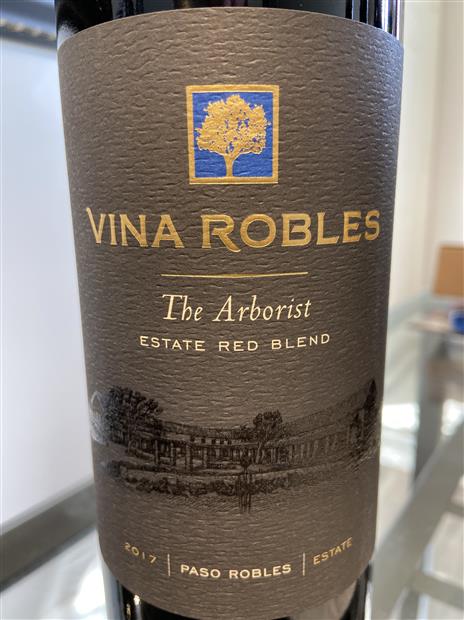 VINA ROBLES
The Arborist
ESTATE RED BLEND
2017 | PASO ROBLES | ESTATE